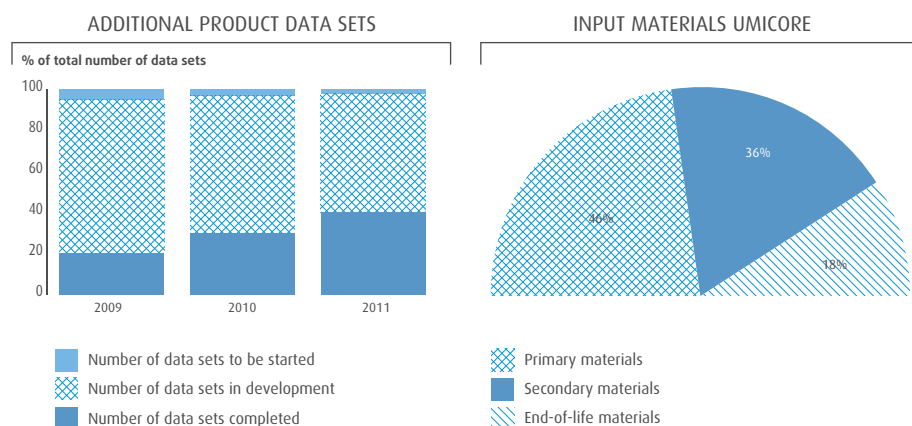 ADDITIONAL PRODUCT DATA SETS
% of total number of data sets
100
80
60
40
20
0
2009 2010 2011
Number of data sets to be started
Number of data sets in development
Number of data sets completed
INPUT MATERIALS UMICORE
36%
46%
18%
Primary materials
Secondary materials
End-of-life materials